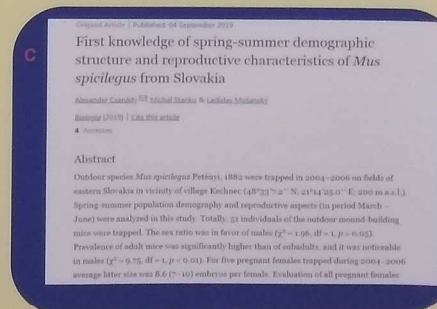 C
Original Article | Published: 04 September 2019
First knowledge of spring-summer demographic
structure and reproductive characteristics of Mus
spicilegus from Slovakia
Alexander Csanády, Michal Stanko & Ladislav Mošanský
Biologia (2019) | Cite this article
4 Accesses
Abstract
Outdoor species Mus spicilegus Petényi, 1882 were trapped in 2004–2006 on fields of
eastern Slovakia in vicinity of village Kechnec (48°33′ N, 21°14′ E; 200 m a.s.l.).
Spring-summer population demography and reproductive aspects (in period March –
June) were analyzed in this study. Totally, 51 individuals of the outdoor mound-building
mice were trapped. The sex ratio was in favor of males (χ² = 1.96, df = 1, p = 0.05).
Prevalence of adult mice was significantly higher than of subadults, and it was noticeable
in males (χ² = 9.75, df = 1, p < 0.01). For five pregnant females trapped during 2004–2006
average litter size was 8.6 (7–10) embryos per female. Evaluation of all pregnant females